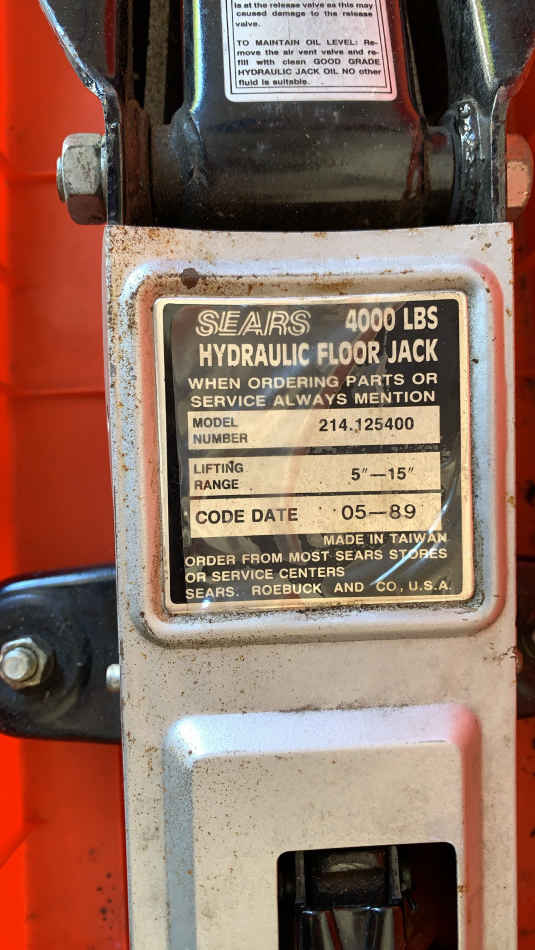 is at the release valve as this may
caused damage to the release
valve.
TO MAINTAIN OIL LEVEL: Re-
move the air vent valve and re-
fill with clean GOOD GRADE
HYDRAULIC JACK OIL NO other
fluid is suitable.
SEARS 4000 LBS
HYDRAULIC FLOOR JACK
WHEN ORDERING PARTS OR
SERVICE ALWAYS MENTION
MODEL NUMBER 214.125400
LIFTING RANGE 5"—15"
CODE DATE 05—89
MADE IN TAIWAN
ORDER FROM MOST SEARS STORES
OR SERVICE CENTERS
SEARS. ROEBUCK AND CO., U.S.A.